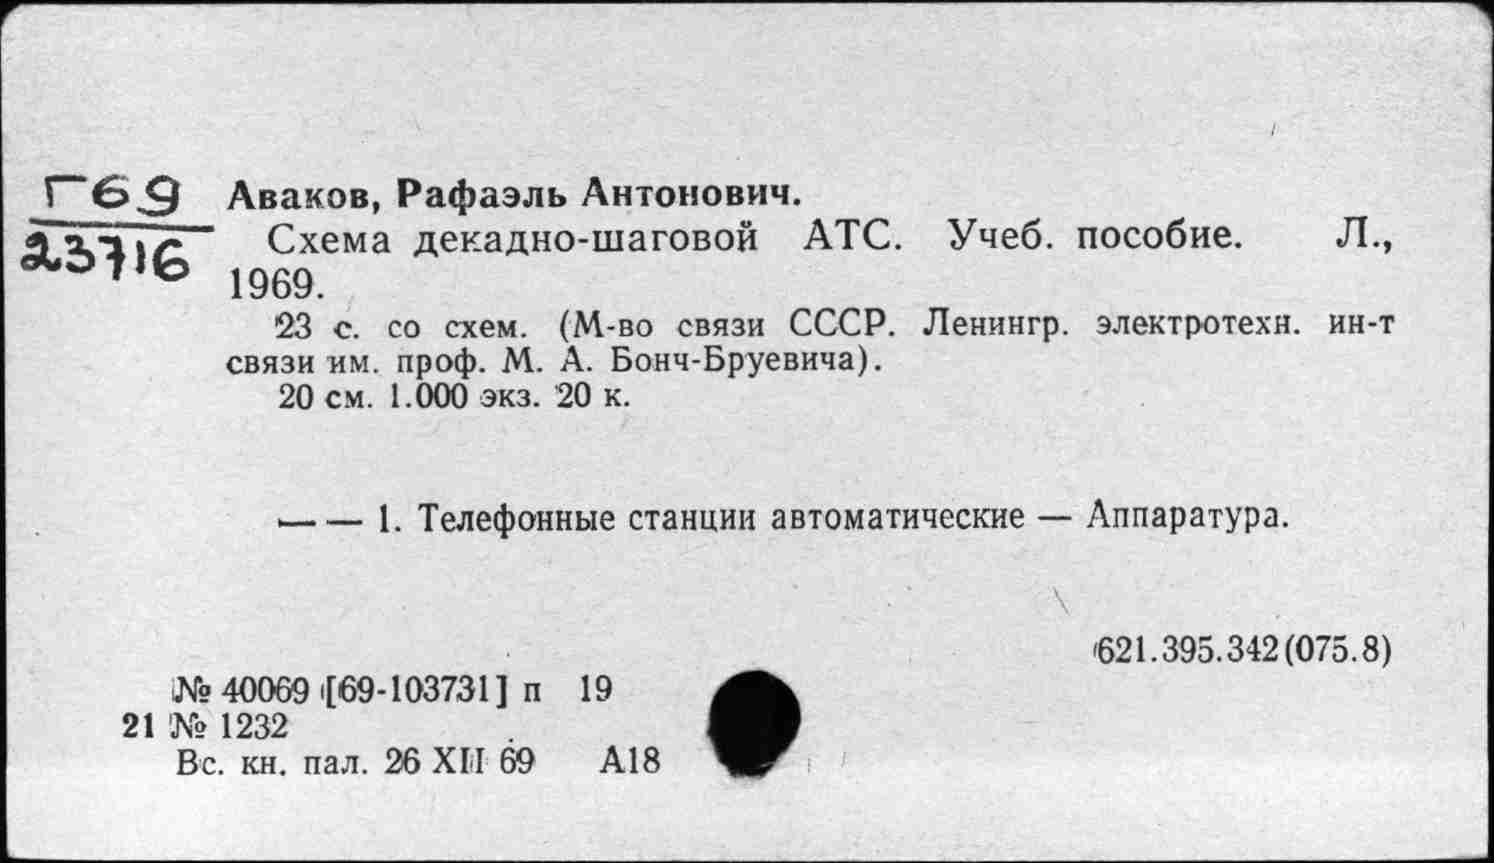 Г69
23716
Аваков, Рафаэль Антонович.
Схема декадно-шаговой АТС. Учеб. пособие. Л.,
1969.
23 с. со схем. (М-во связи СССР. Ленингр. электротехн. ин-т
связи им. проф. М. А. Бонч-Бруевича).
20 см. 1.000 экз. 20 к.
— — 1. Телефонные станции автоматические — Аппаратура.
621.395.342(075.8)
№ 40069 [69-103731] п 19
21 № 1232
Вс. кн. пал. 26 XII 69 А18